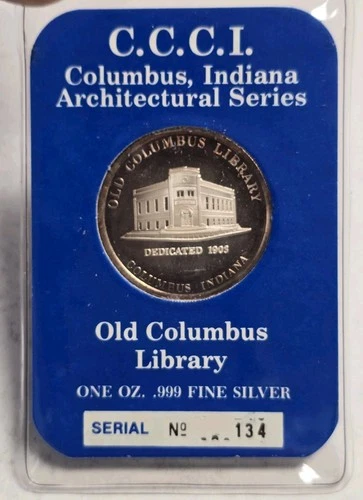 C.C.C.I.
Columbus, Indiana
Architectural Series
OLD COLUMBUS LIBRARY
DEDICATED 1903
COLUMBUS INDIANA
Old Columbus
Library
ONE OZ. .999 FINE SILVER
SERIAL Nº 134